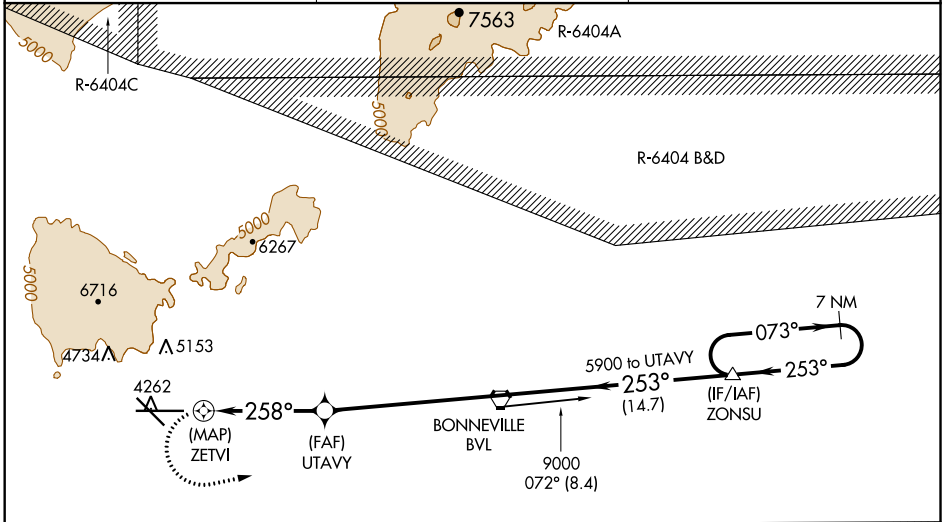 7563
R-6404A
5000
R-6404C
5000
R-6404 B&D
5000
6267
5000
6716
7 NM
073°
4734
5153
5900 to UTAVY
253°
253°
(14.7)
(IF/IAF)
ZONSU
4262
258°
(MAP)
ZETVI
(FAF)
UTAVY
BONNEVILLE
BVL
9000
072° (8.4)